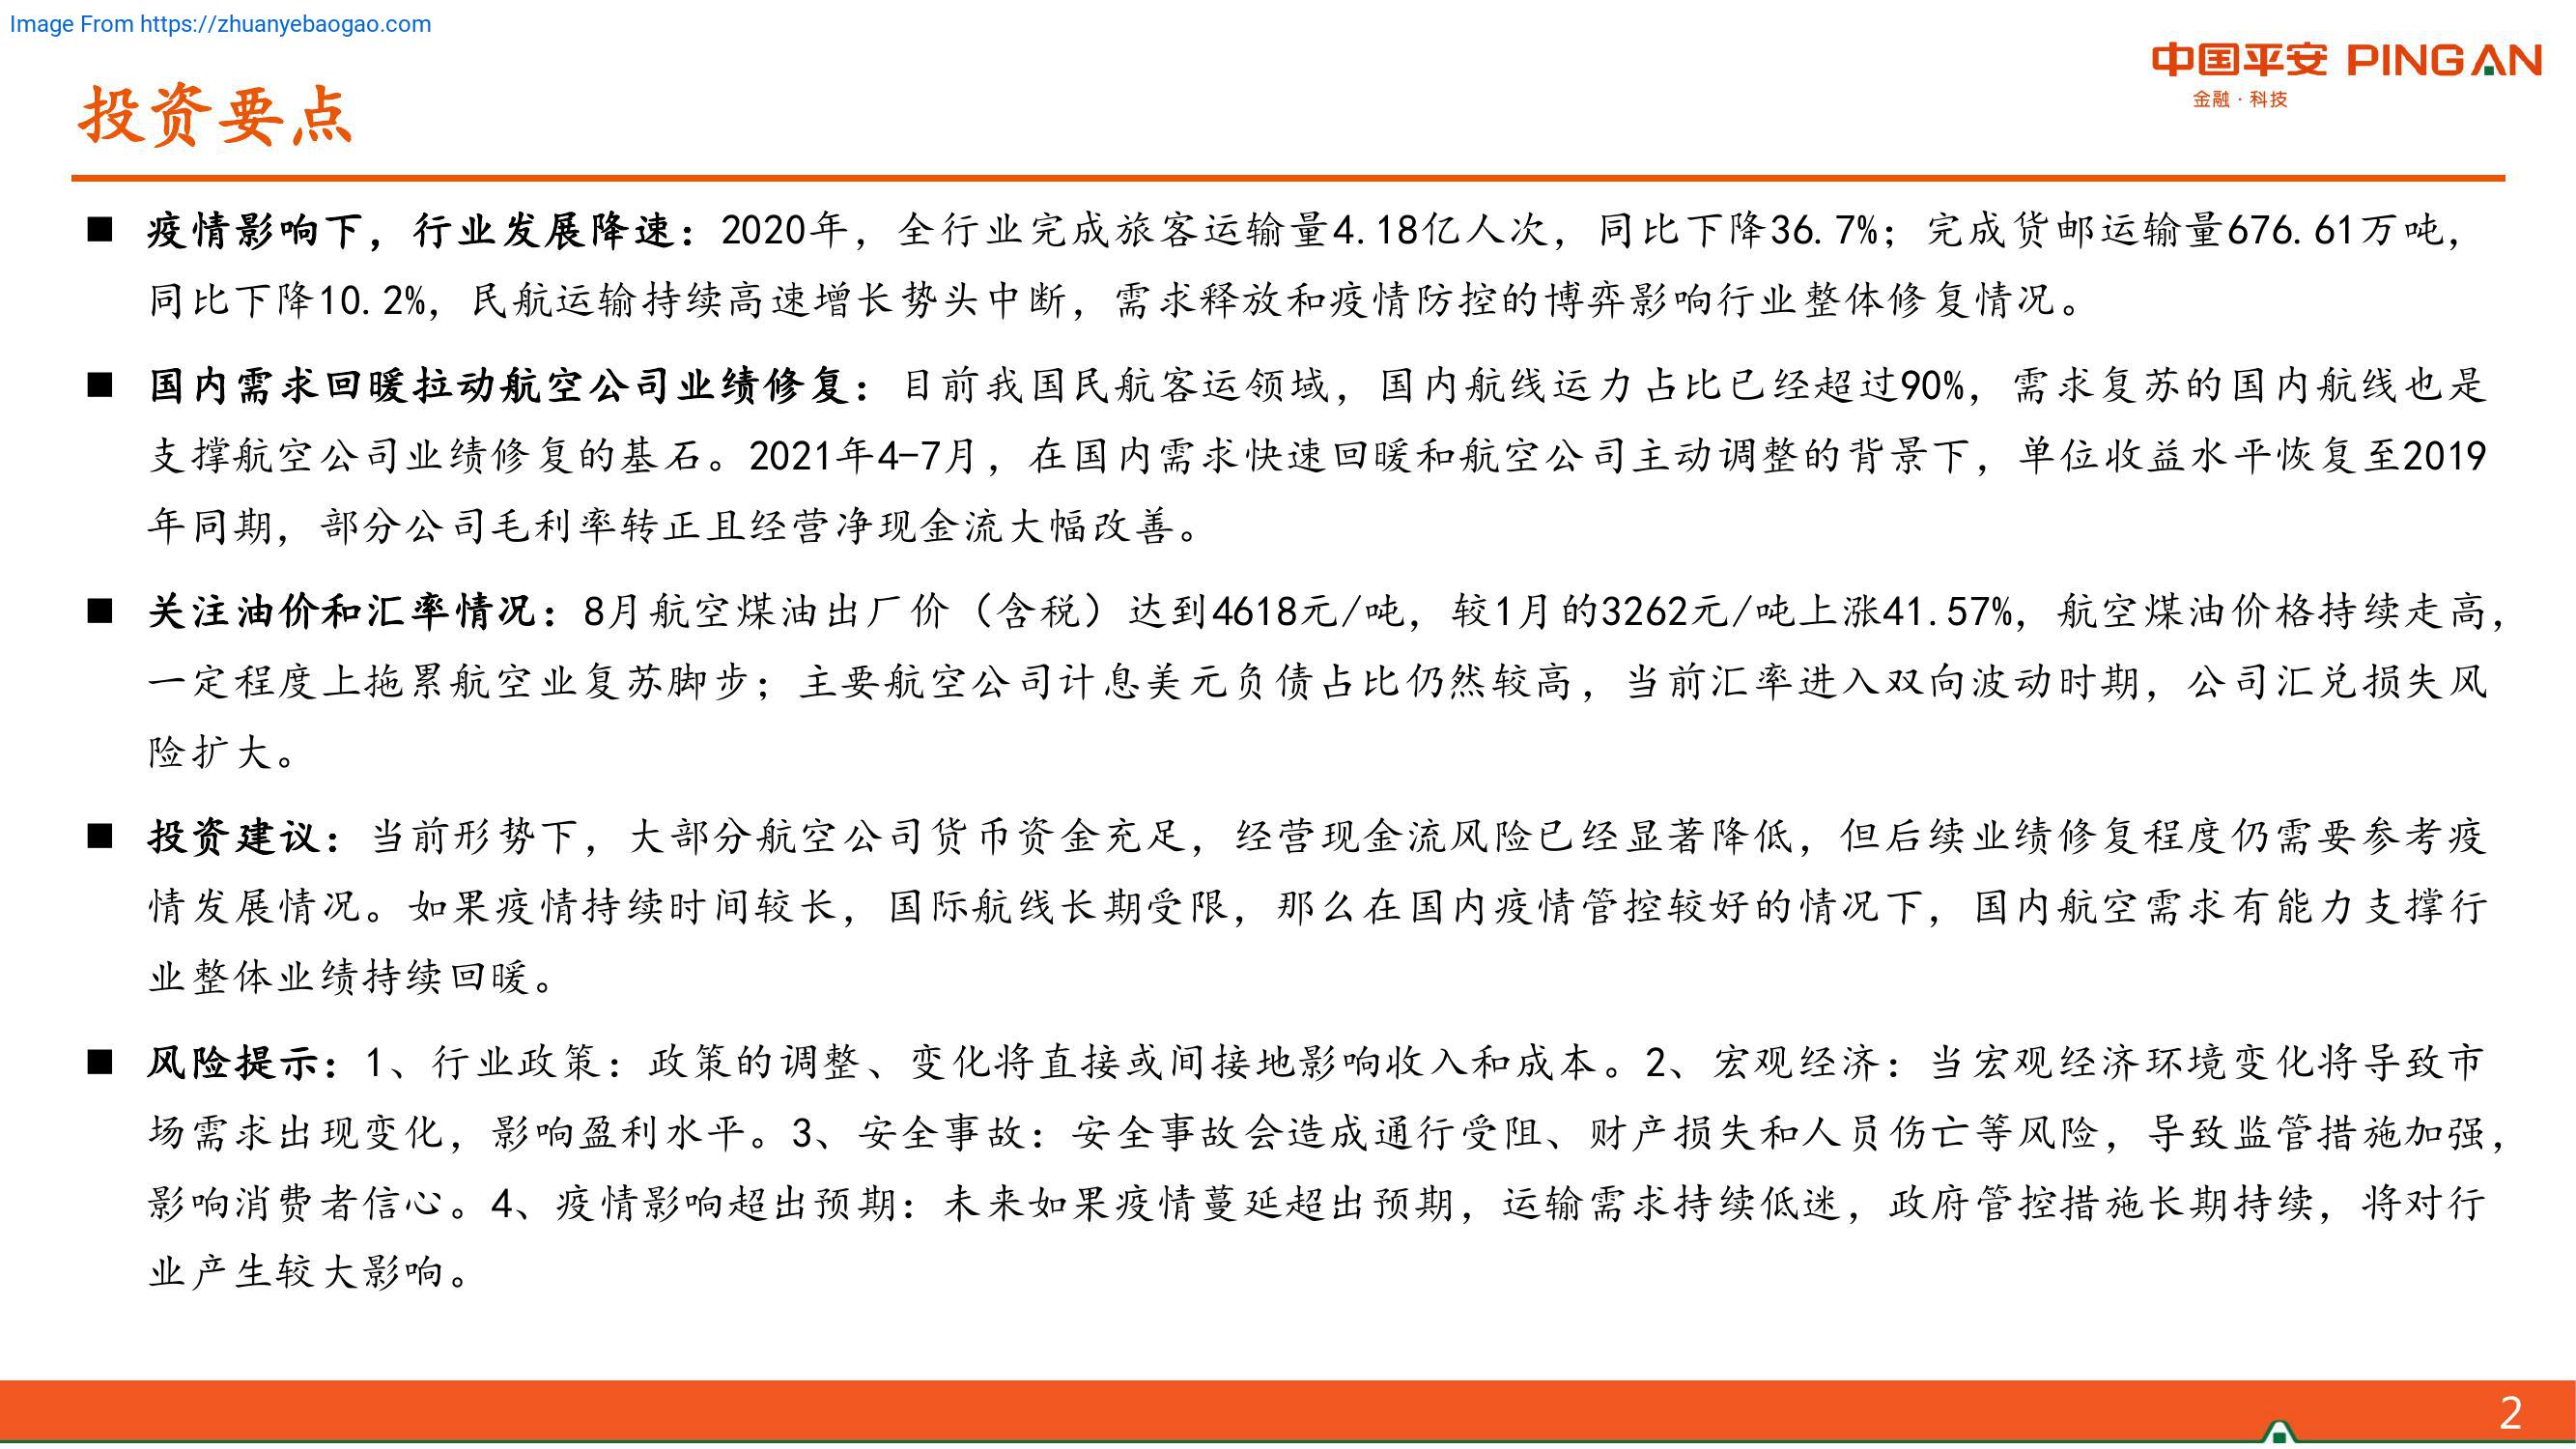 Image From https://zhuanyebaogao.com
中国平安 PINGAN
金融·科技
投资要点
■ 疫情影响下，行业发展降速：2020年，全行业完成旅客运输量4.18亿人次，同比下降36.7%；完成货邮运输量676.61万吨，
同比下降10.2%，民航运输持续高速增长势头中断，需求释放和疫情防控的博弈影响行业整体修复情况。
■ 国内需求回暖拉动航空公司业绩修复：目前我国民航客运领域，国内航线运力占比已经超过90%，需求复苏的国内航线也是
支撑航空公司业绩修复的基石。2021年4-7月，在国内需求快速回暖和航空公司主动调整的背景下，单位收益水平恢复至2019
年同期，部分公司毛利率转正且经营净现金流大幅改善。
■ 关注油价和汇率情况：8月航空煤油出厂价（含税）达到4618元/吨，较1月的3262元/吨上涨41.57%，航空煤油价格持续走高，
一定程度上拖累航空业复苏脚步；主要航空公司计息美元负债占比仍然较高，当前汇率进入双向波动时期，公司汇兑损失风
险扩大。
■ 投资建议：当前形势下，大部分航空公司货币资金充足，经营现金流风险已经显著降低，但后续业绩修复程度仍需要参考疫
情发展情况。如果疫情持续时间较长，国际航线长期受限，那么在国内疫情管控较好的情况下，国内航空需求有能力支撑行
业整体业绩持续回暖。
■ 风险提示：1、行业政策：政策的调整、变化将直接或间接地影响收入和成本。2、宏观经济：当宏观经济环境变化将导致市
场需求出现变化，影响盈利水平。3、安全事故：安全事故会造成通行受阻、财产损失和人员伤亡等风险，导致监管措施加强，
影响消费者信心。4、疫情影响超出预期：未来如果疫情蔓延超出预期，运输需求持续低迷，政府管控措施长期持续，将对行
业产生较大影响。
2